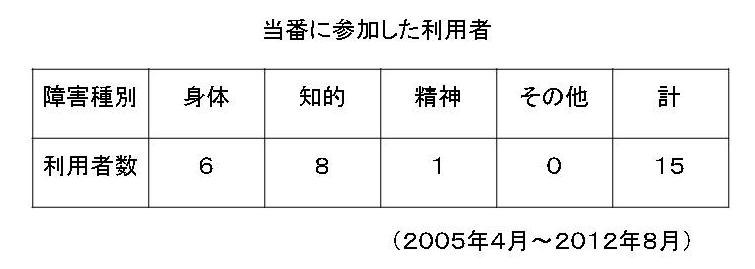 当番に参加した利用者
障害種別 身体 知的 精神 その他 計
利用者数 6 8 1 0 15
（2005年4月～2012年8月）